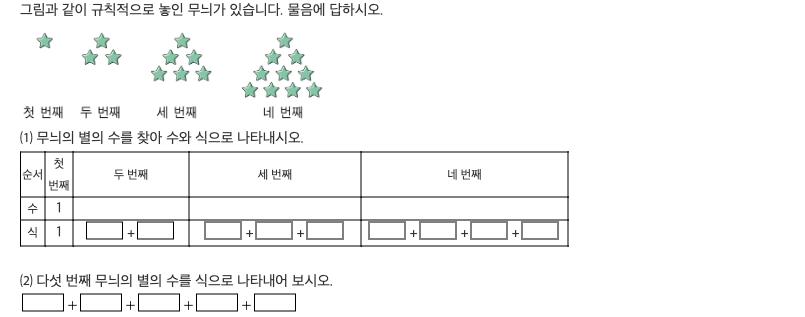 그림과 같이 규칙적으로 놓인 무늬가 있습니다. 물음에 답하시오.
첫 번째 두 번째 세 번째 네 번째
(1) 무늬의 별의 수를 찾아 수와 식으로 나타내시오.
순서 첫 번째 두 번째 세 번째 네 번째
수 1
식 1 + + + + + +
(2) 다섯 번째 무늬의 별의 수를 식으로 나타내어 보시오.
+ + + +